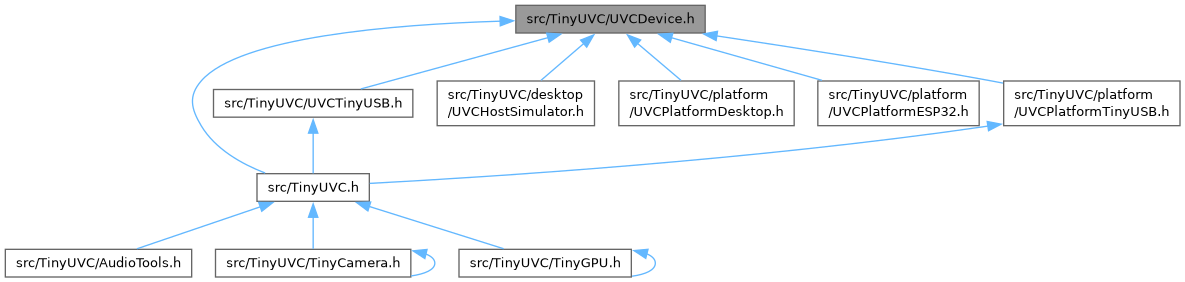 src/TinyUVC/UVCDevice.h
src/TinyUVC/UVCTinyUSB.h
src/TinyUVC/desktop
/UVCHostSimulator.h
src/TinyUVC/platform
/UVCPlatformDesktop.h
src/TinyUVC/platform
/UVCPlatformESP32.h
src/TinyUVC/platform
/UVCPlatformTinyUSB.h
src/TinyUVC.h
src/TinyUVC/AudioTools.h
src/TinyUVC/TinyCamera.h
src/TinyUVC/TinyGPU.h